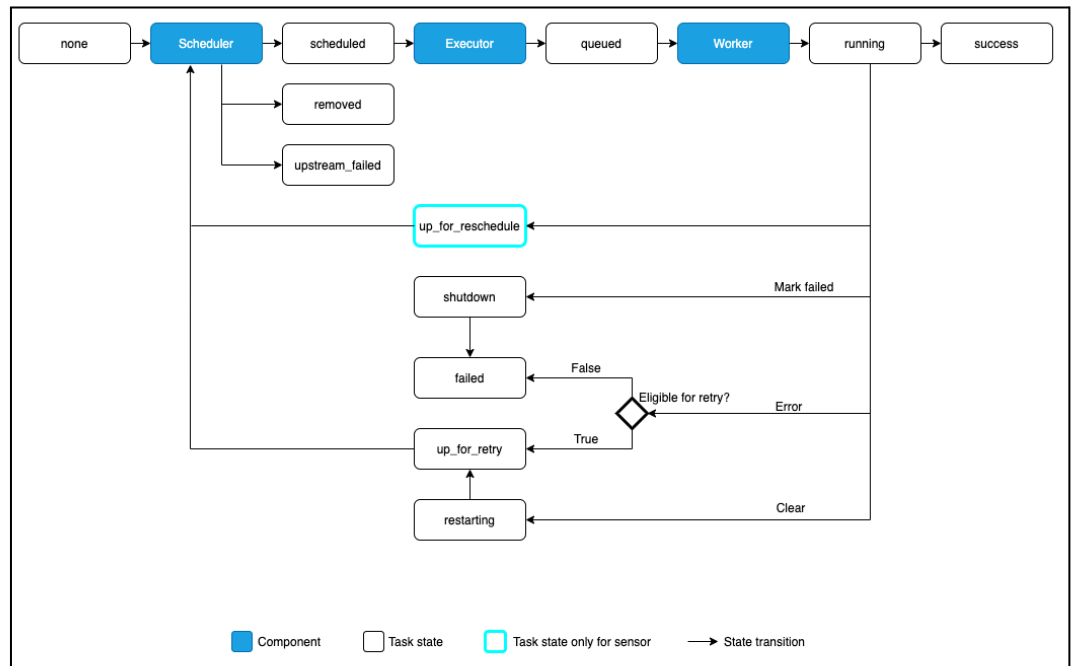 none
Scheduler
scheduled
Executor
queued
Worker
running
success
removed
upstream_failed
up_for_reschedule
shutdown
Mark failed
failed
False
Eligible for retry?
Error
up_for_retry
True
restarting
Clear
Component
Task state
Task state only for sensor
State transition